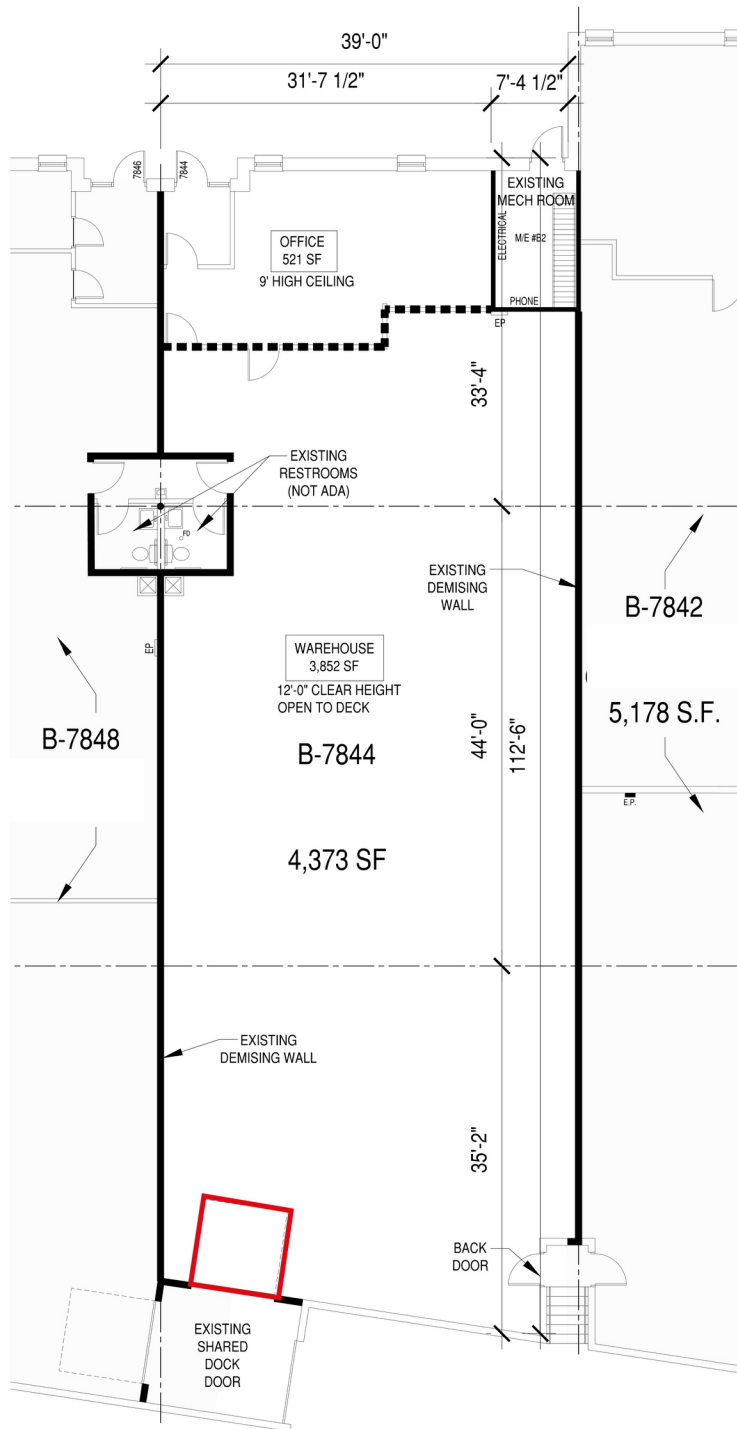 39'-0"
31'-7 1/2"
7'-4 1/2"
7846
7844
EXISTING
MECH ROOM
ELECTRICAL
M/E #B2
PHONE
OFFICE
521 SF
9' HIGH CEILING
EP
33'-4"
EXISTING
RESTROOMS
(NOT ADA)
FD
EXISTING
DEMISING
WALL
B-7842
EP
WAREHOUSE
3,852 SF
12'-0" CLEAR HEIGHT
OPEN TO DECK
5,178 S.F.
B-7848
B-7844
44'-0"
112'-6"
E.P.
4,373 SF
EXISTING
DEMISING WALL
35'-2"
BACK
DOOR
EXISTING
SHARED
DOCK
DOOR